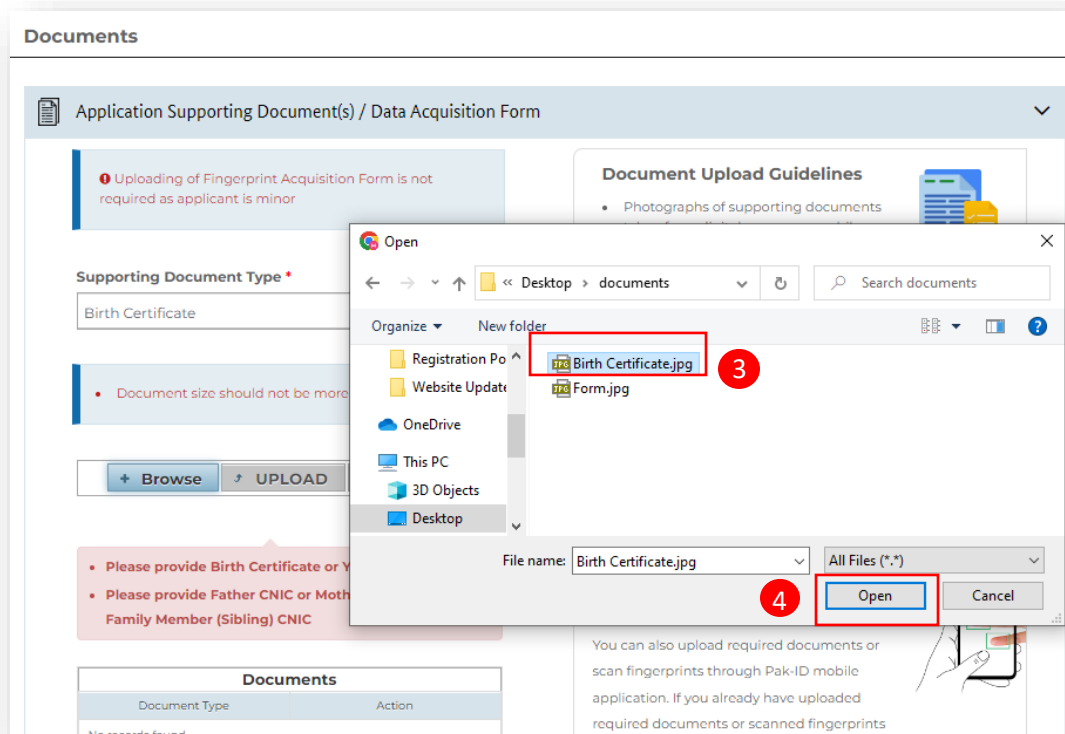 Documents
Application Supporting Document(s) / Data Acquisition Form
Uploading of Fingerprint Acquisition Form is not
required as applicant is minor
Supporting Document Type *
Birth Certificate
Document size should not be more
+ Browse
UPLOAD
Please provide Birth Certificate or Y
Please provide Father CNIC or Moth
Family Member (Sibling) CNIC
Documents
Document Type Action
No records found
Document Upload Guidelines
• Photographs of supporting documents
Open
« Desktop › documents
Search documents
Organize New folder
Registration Po
Website Update
OneDrive
This PC
3D Objects
Desktop
JPG Birth Certificate.jpg
3
JPG Form.jpg
File name: Birth Certificate.jpg All Files (*.*)
4
Open Cancel
You can also upload required documents or
scan fingerprints through Pak-ID mobile
application. If you already have uploaded
required documents or scanned fingerprints